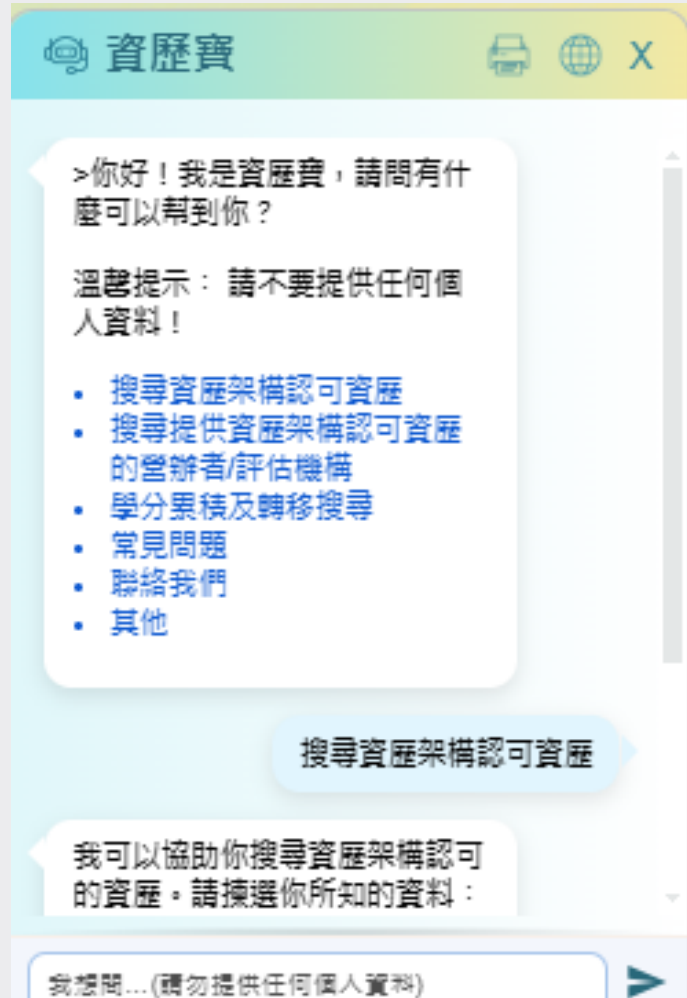 資歷寶
X
>你好！我是資歷寶，請問有什
麼可以幫到你？
溫馨提示： 請不要提供任何個
人資料！
• 搜尋資歷架構認可資歷
• 搜尋提供資歷架構認可資歷
的營辦者/評估機構
• 學分累積及轉移搜尋
• 常見問題
• 聯絡我們
• 其他
搜尋資歷架構認可資歷
我可以協助你搜尋資歷架構認可
的資歷。請揀選你所知的資料：
我想問...(請勿提供任何個人資料)